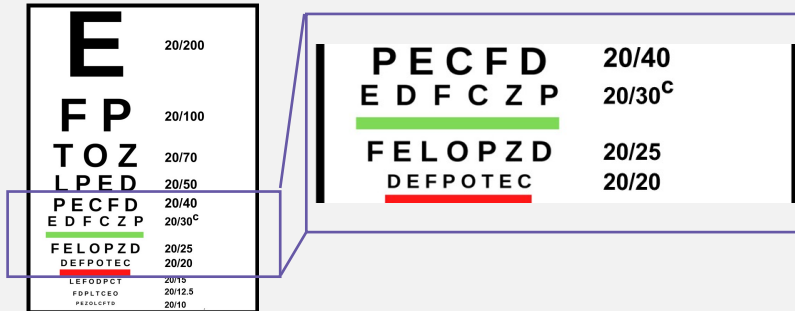 E 20/200
F P 20/100
T O Z 20/70
L P E D 20/50
P E C F D 20/40
E D F C Z P 20/30c
F E L O P Z D 20/25
D E F P O T E C 20/20
L E F O D P C T 20/15
F D P L T C E O 20/12.5
P E Z O L C F T D 20/10
P E C F D 20/40
E D F C Z P 20/30c
F E L O P Z D 20/25
D E F P O T E C 20/20